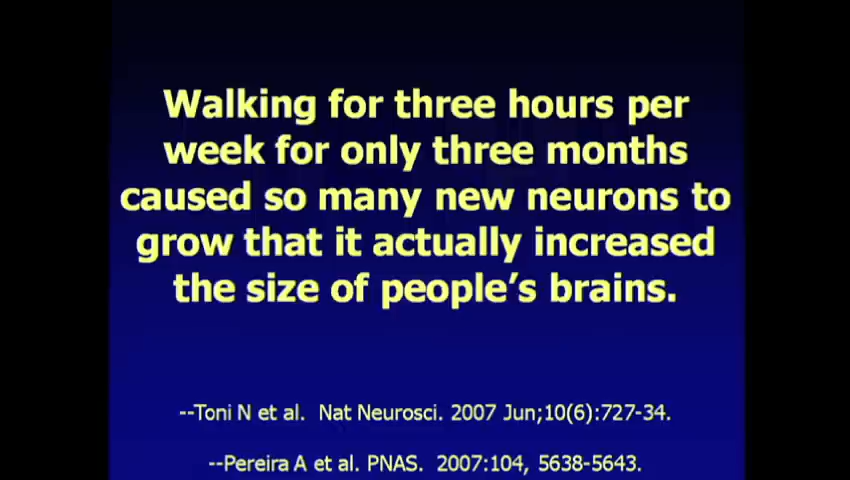 Walking for three hours per
week for only three months
caused so many new neurons to
grow that it actually increased
the size of people’s brains.
--Toni N et al. Nat Neurosci. 2007 Jun;10(6):727-34.
--Pereira A et al. PNAS. 2007:104, 5638-5643.